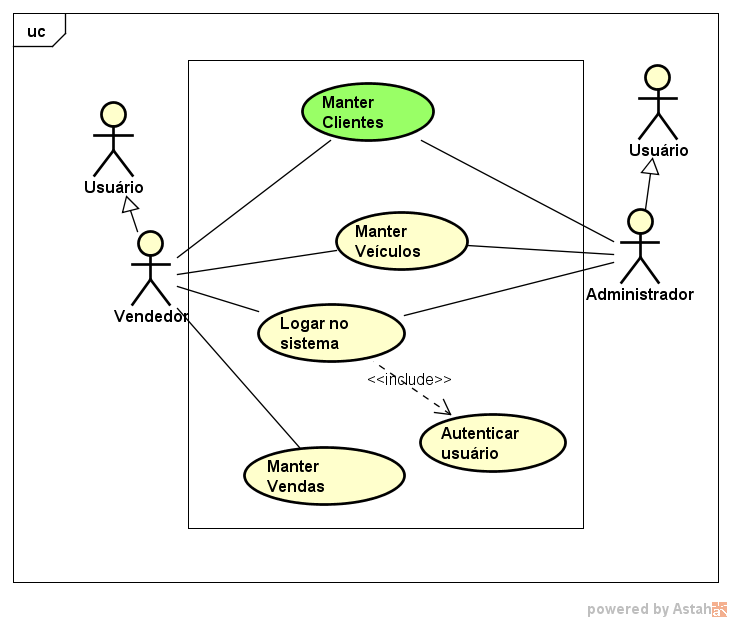 uc
Manter
Clientes
Usuário
Usuário
Manter
Veículos
Vendedor
Administrador
Logar no
sistema
<<include>>
Autenticar
usuário
Manter
Vendas
powered by Astah